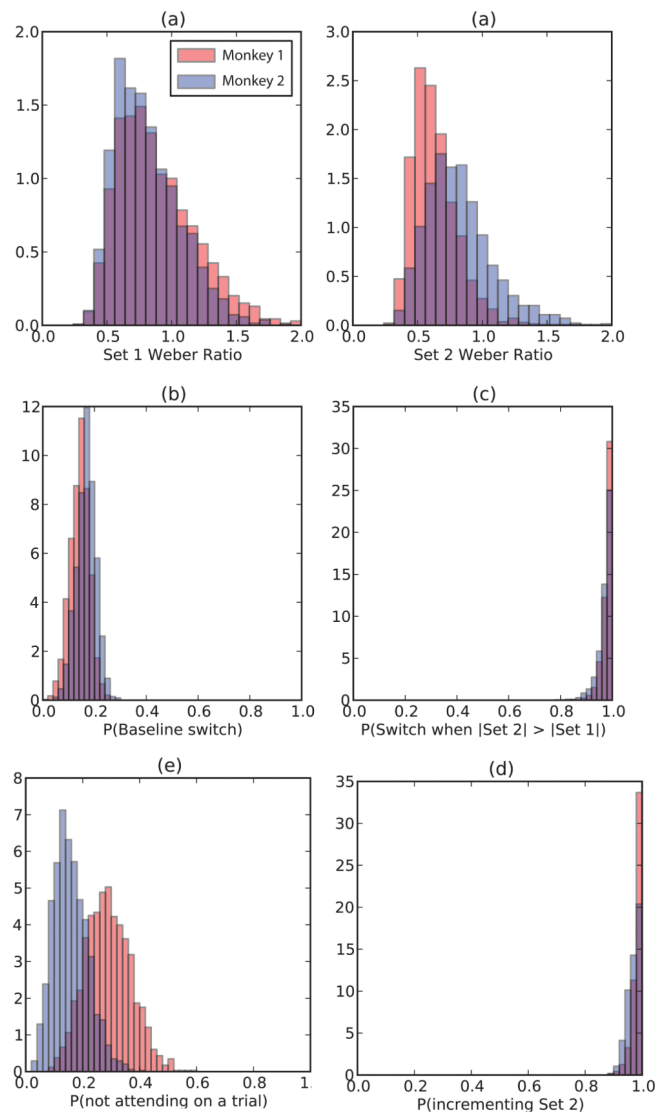 (a)
2.0
1.5
1.0
0.5
0.0
0.0 0.5 1.0 1.5 2.0
Set 1 Weber Ratio
Monkey 1
Monkey 2
(a)
3.0
2.5
2.0
1.5
1.0
0.5
0.0
0.0 0.5 1.0 1.5 2.0
Set 2 Weber Ratio
(b)
12
10
8
6
4
2
0
0.0 0.2 0.4 0.6 0.8 1.0
P(Baseline switch)
(c)
35
30
25
20
15
10
5
0
0.0 0.2 0.4 0.6 0.8 1.0
P(Switch when |Set 2| > |Set 1|)
(e)
8
7
6
5
4
3
2
1
0
0.0 0.2 0.4 0.6 0.8 1.
P(not attending on a trial)
(d)
35
30
25
20
15
10
5
0
0.0 0.2 0.4 0.6 0.8 1.0
P(incrementing Set 2)